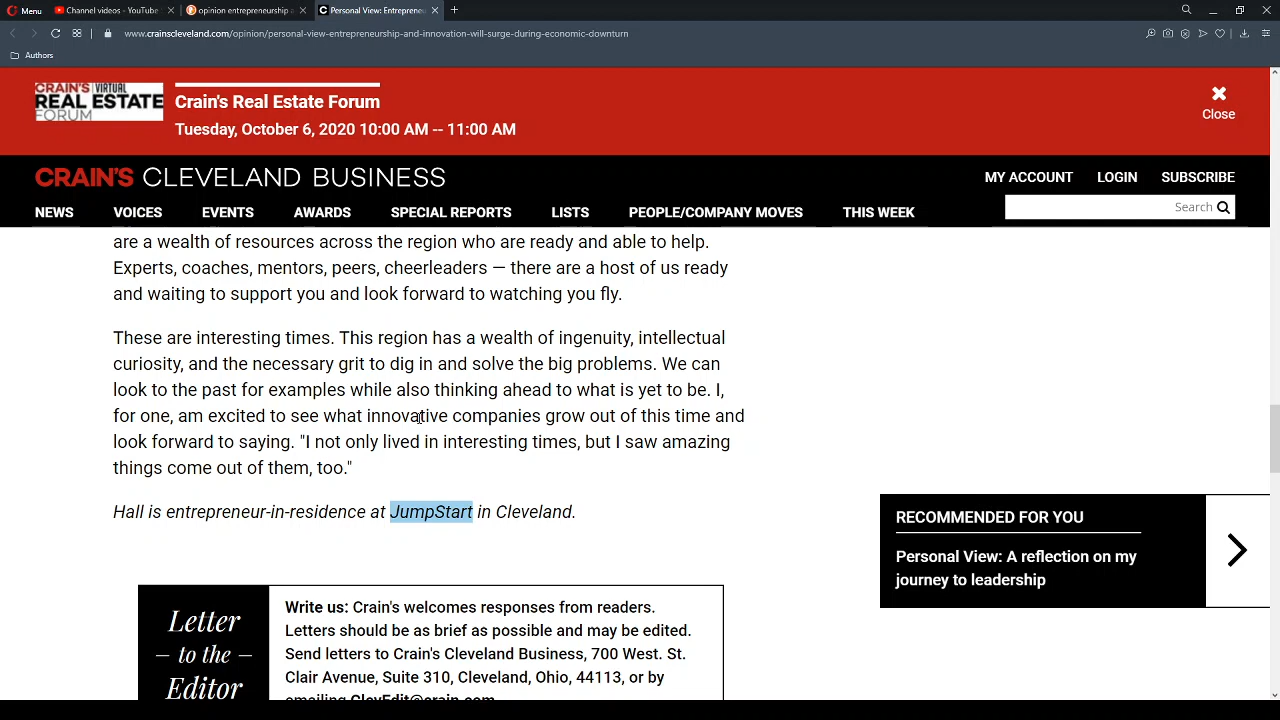 Menu
Channel videos - YouTube
opinion entrepreneurship a
Personal View: Entreprene
www.crainscleveland.com/opinion/personal-view-entrepreneurship-and-innovation-will-surge-during-economic-downturn
Authors
CRAIN'S VIRTUAL
REAL ESTATE
FORUM
Crain's Real Estate Forum
Tuesday, October 6, 2020 10:00 AM -- 11:00 AM
Close
CRAIN'S CLEVELAND BUSINESS
MY ACCOUNT LOGIN SUBSCRIBE
NEWS VOICES EVENTS AWARDS SPECIAL REPORTS LISTS PEOPLE/COMPANY MOVES THIS WEEK
Search
are a wealth of resources across the region who are ready and able to help.
Experts, coaches, mentors, peers, cheerleaders — there are a host of us ready
and waiting to support you and look forward to watching you fly.
These are interesting times. This region has a wealth of ingenuity, intellectual
curiosity, and the necessary grit to dig in and solve the big problems. We can
look to the past for examples while also thinking ahead to what is yet to be. I,
for one, am excited to see what innovative companies grow out of this time and
look forward to saying. "I not only lived in interesting times, but I saw amazing
things come out of them, too."
Hall is entrepreneur-in-residence at JumpStart in Cleveland.
RECOMMENDED FOR YOU
Personal View: A reflection on my
journey to leadership
Letter
– to the –
Editor
Write us: Crain's welcomes responses from readers.
Letters should be as brief as possible and may be edited.
Send letters to Crain's Cleveland Business, 700 West. St.
Clair Avenue, Suite 310, Cleveland, Ohio, 44113, or by
emailing ClevEdit@crain.com